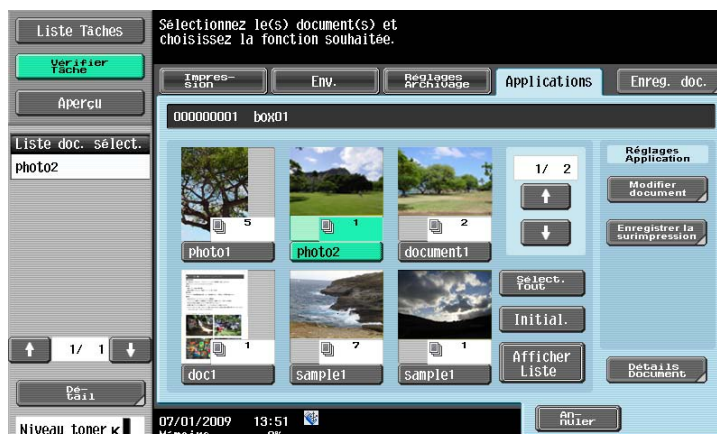 Liste Tâches
Vérifier
Tâche
Aperçu
Liste doc. sélect.
photo2
1/ 1
Dé-
tail
Niveau toner K
Sélectionnez le(s) document(s) et
choisissez la fonction souhaitée.
Impres-
sion
Env.
Réglages
Archivage
Applications
Enreg. doc.
000000001 box01
5
photo1
1
photo2
2
document1
1
doc1
7
sample1
1
sample1
1/ 2
Sélect.
Tout
Initial.
Afficher
Liste
Réglages
Application
Modifier
document
Enregistrer la
surimpression
Détails
Document
07/01/2009 13:51
Mémoire 0%
An-
nuler